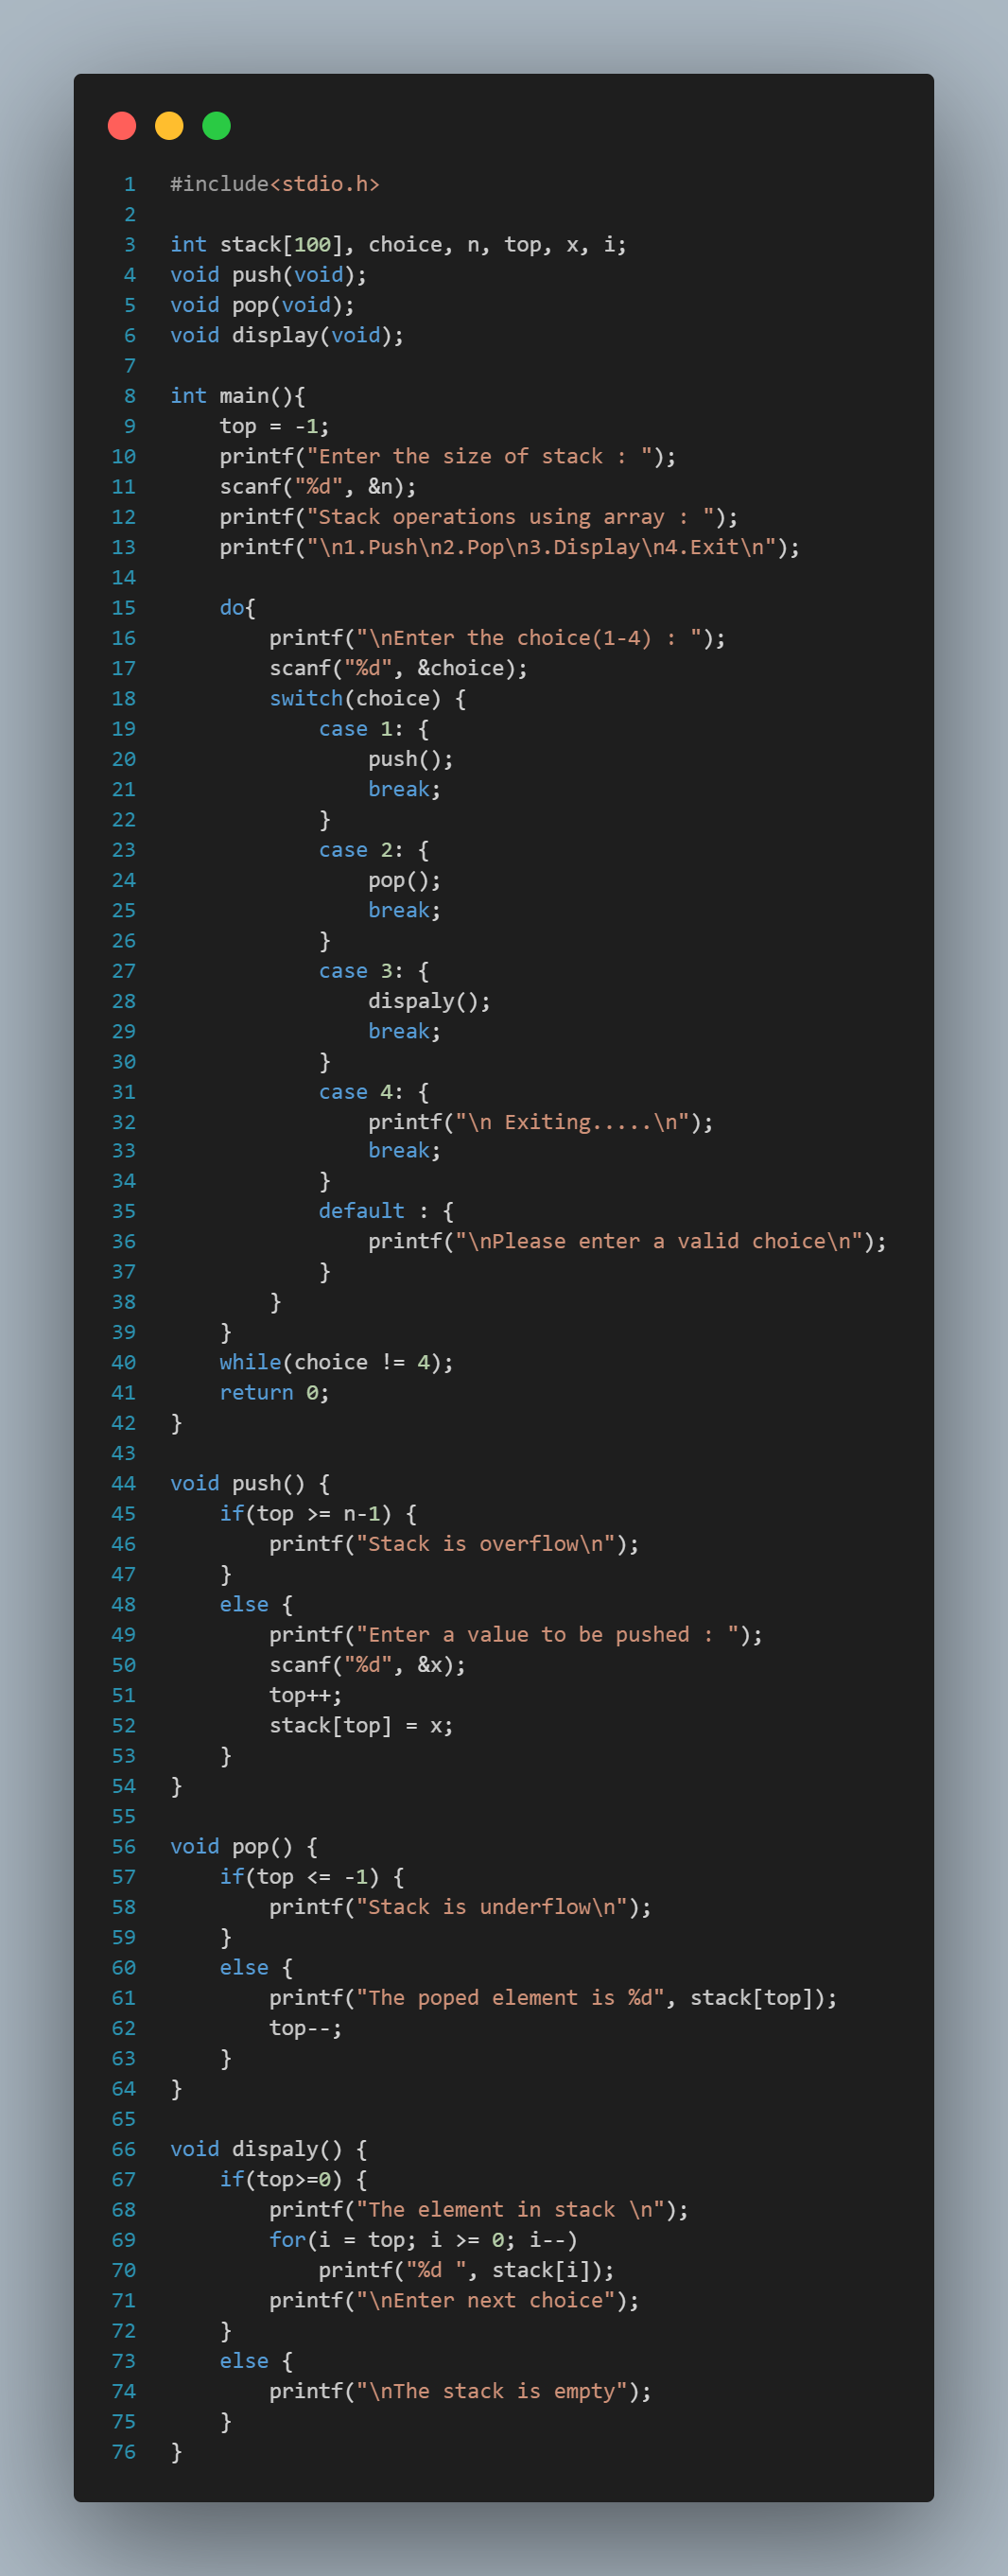 1 #include<stdio.h>
2
3 int stack[100], choice, n, top, x, i;
4 void push(void);
5 void pop(void);
6 void display(void);
7
8 int main(){
9     top = -1;
10     printf("Enter the size of stack : ");
11     scanf("%d", &n);
12     printf("Stack operations using array : ");
13     printf("\n1.Push\n2.Pop\n3.Display\n4.Exit\n");
14
15     do{
16         printf("\nEnter the choice(1-4) : ");
17         scanf("%d", &choice);
18         switch(choice) {
19             case 1: {
20                 push();
21                 break;
22             }
23             case 2: {
24                 pop();
25                 break;
26             }
27             case 3: {
28                 dispaly();
29                 break;
30             }
31             case 4: {
32                 printf("\n Exiting.....\n");
33                 break;
34             }
35             default : {
36                 printf("\nPlease enter a valid choice\n");
37             }
38         }
39     }
40     while(choice != 4);
41     return 0;
42 }
43
44 void push() {
45     if(top >= n-1) {
46         printf("Stack is overflow\n");
47     }
48     else {
49         printf("Enter a value to be pushed : ");
50         scanf("%d", &x);
51         top++;
52         stack[top] = x;
53     }
54 }
55
56 void pop() {
57     if(top <= -1) {
58         printf("Stack is underflow\n");
59     }
60     else {
61         printf("The poped element is %d", stack[top]);
62         top--;
63     }
64 }
65
66 void dispaly() {
67     if(top>=0) {
68         printf("The element in stack \n");
69         for(i = top; i >= 0; i--)
70             printf("%d ", stack[i]);
71         printf("\nEnter next choice");
72     }
73     else {
74         printf("\nThe stack is empty");
75     }
76 }